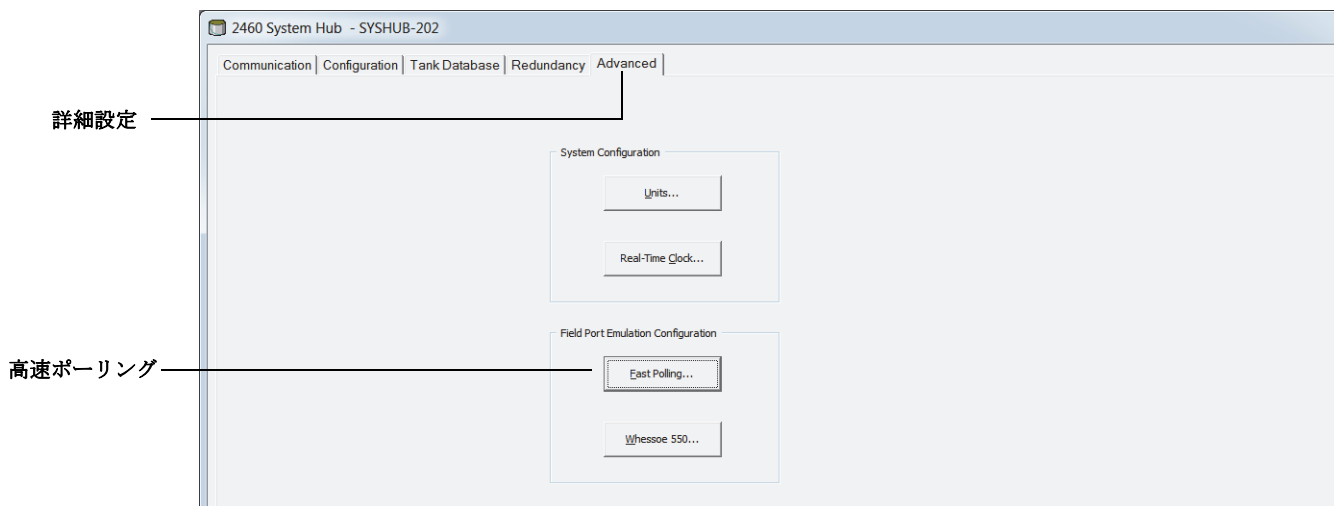 2460 System Hub - SYSHUB-202
Communication Configuration Tank Database Redundancy Advanced
詳細設定
System Configuration
Units...
Real-Time Clock...
Field Port Emulation Configuration
高速ポーリング
Fast Polling...
Whessoe 550...